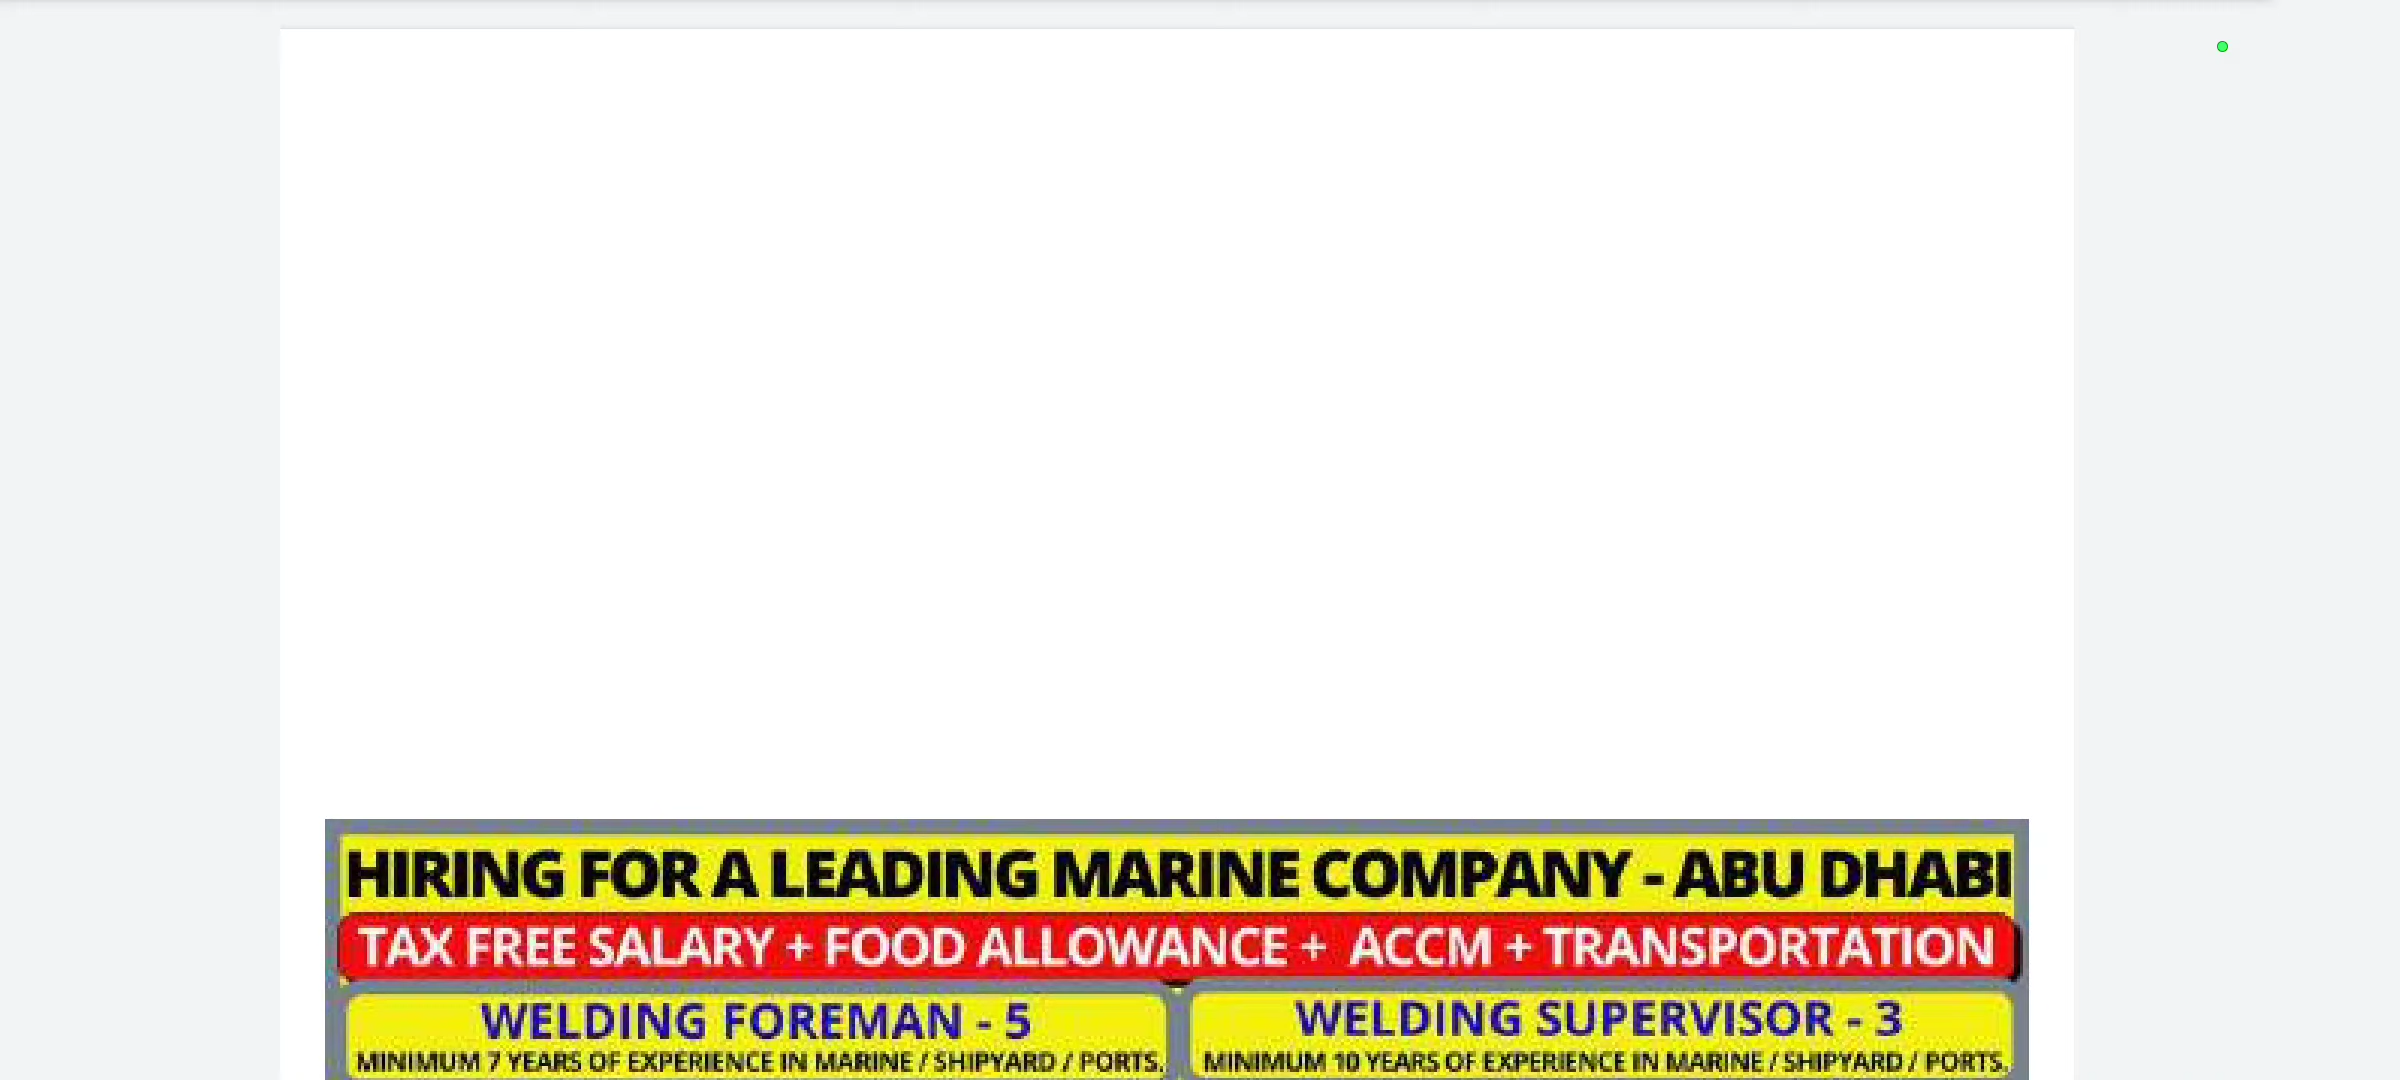 HIRING FOR A LEADING MARINE COMPANY - ABU DHABI
TAX FREE SALARY + FOOD ALLOWANCE + ACCM + TRANSPORTATION
WELDING FOREMAN - 5
MINIMUM 7 YEARS OF EXPERIENCE IN MARINE / SHIPYARD / PORTS.
WELDING SUPERVISOR - 3
MINIMUM 10 YEARS OF EXPERIENCE IN MARINE / SHIPYARD / PORTS.